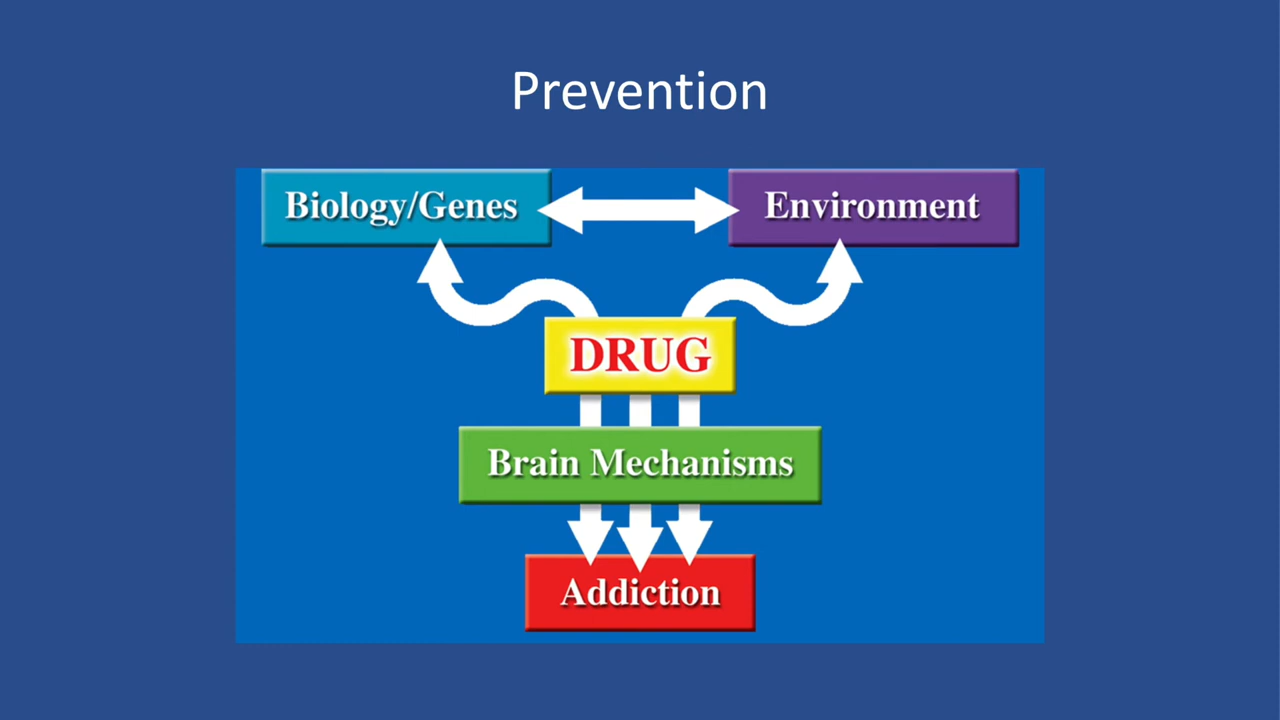 Prevention
Biology/Genes
Environment
DRUG
Brain Mechanisms
Addiction